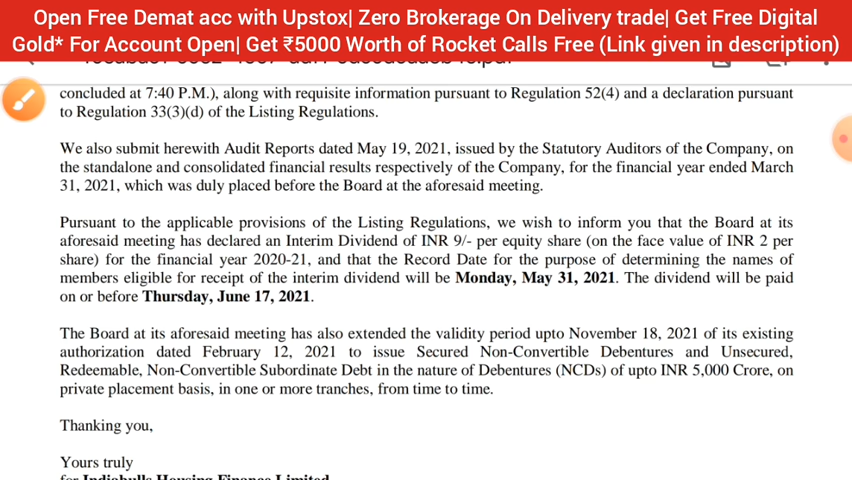 Open Free Demat acc with Upstox| Zero Brokerage On Delivery trade| Get Free Digital
Gold* For Account Open| Get ₹5000 Worth of Rocket Calls Free (Link given in description)
concluded at 7:40 P.M.), along with requisite information pursuant to Regulation 52(4) and a declaration pursuant
to Regulation 33(3)(d) of the Listing Regulations.
We also submit herewith Audit Reports dated May 19, 2021, issued by the Statutory Auditors of the Company, on
the standalone and consolidated financial results respectively of the Company, for the financial year ended March
31, 2021, which was duly placed before the Board at the aforesaid meeting.
Pursuant to the applicable provisions of the Listing Regulations, we wish to inform you that the Board at its
aforesaid meeting has declared an Interim Dividend of INR 9/- per equity share (on the face value of INR 2 per
share) for the financial year 2020-21, and that the Record Date for the purpose of determining the names of
members eligible for receipt of the interim dividend will be Monday, May 31, 2021. The dividend will be paid
on or before Thursday, June 17, 2021.
The Board at its aforesaid meeting has also extended the validity period upto November 18, 2021 of its existing
authorization dated February 12, 2021 to issue Secured Non-Convertible Debentures and Unsecured,
Redeemable, Non-Convertible Subordinate Debt in the nature of Debentures (NCDs) of upto INR 5,000 Crore, on
private placement basis, in one or more tranches, from time to time.
Thanking you,
Yours truly
for Indiabulls Housing Finance Limited